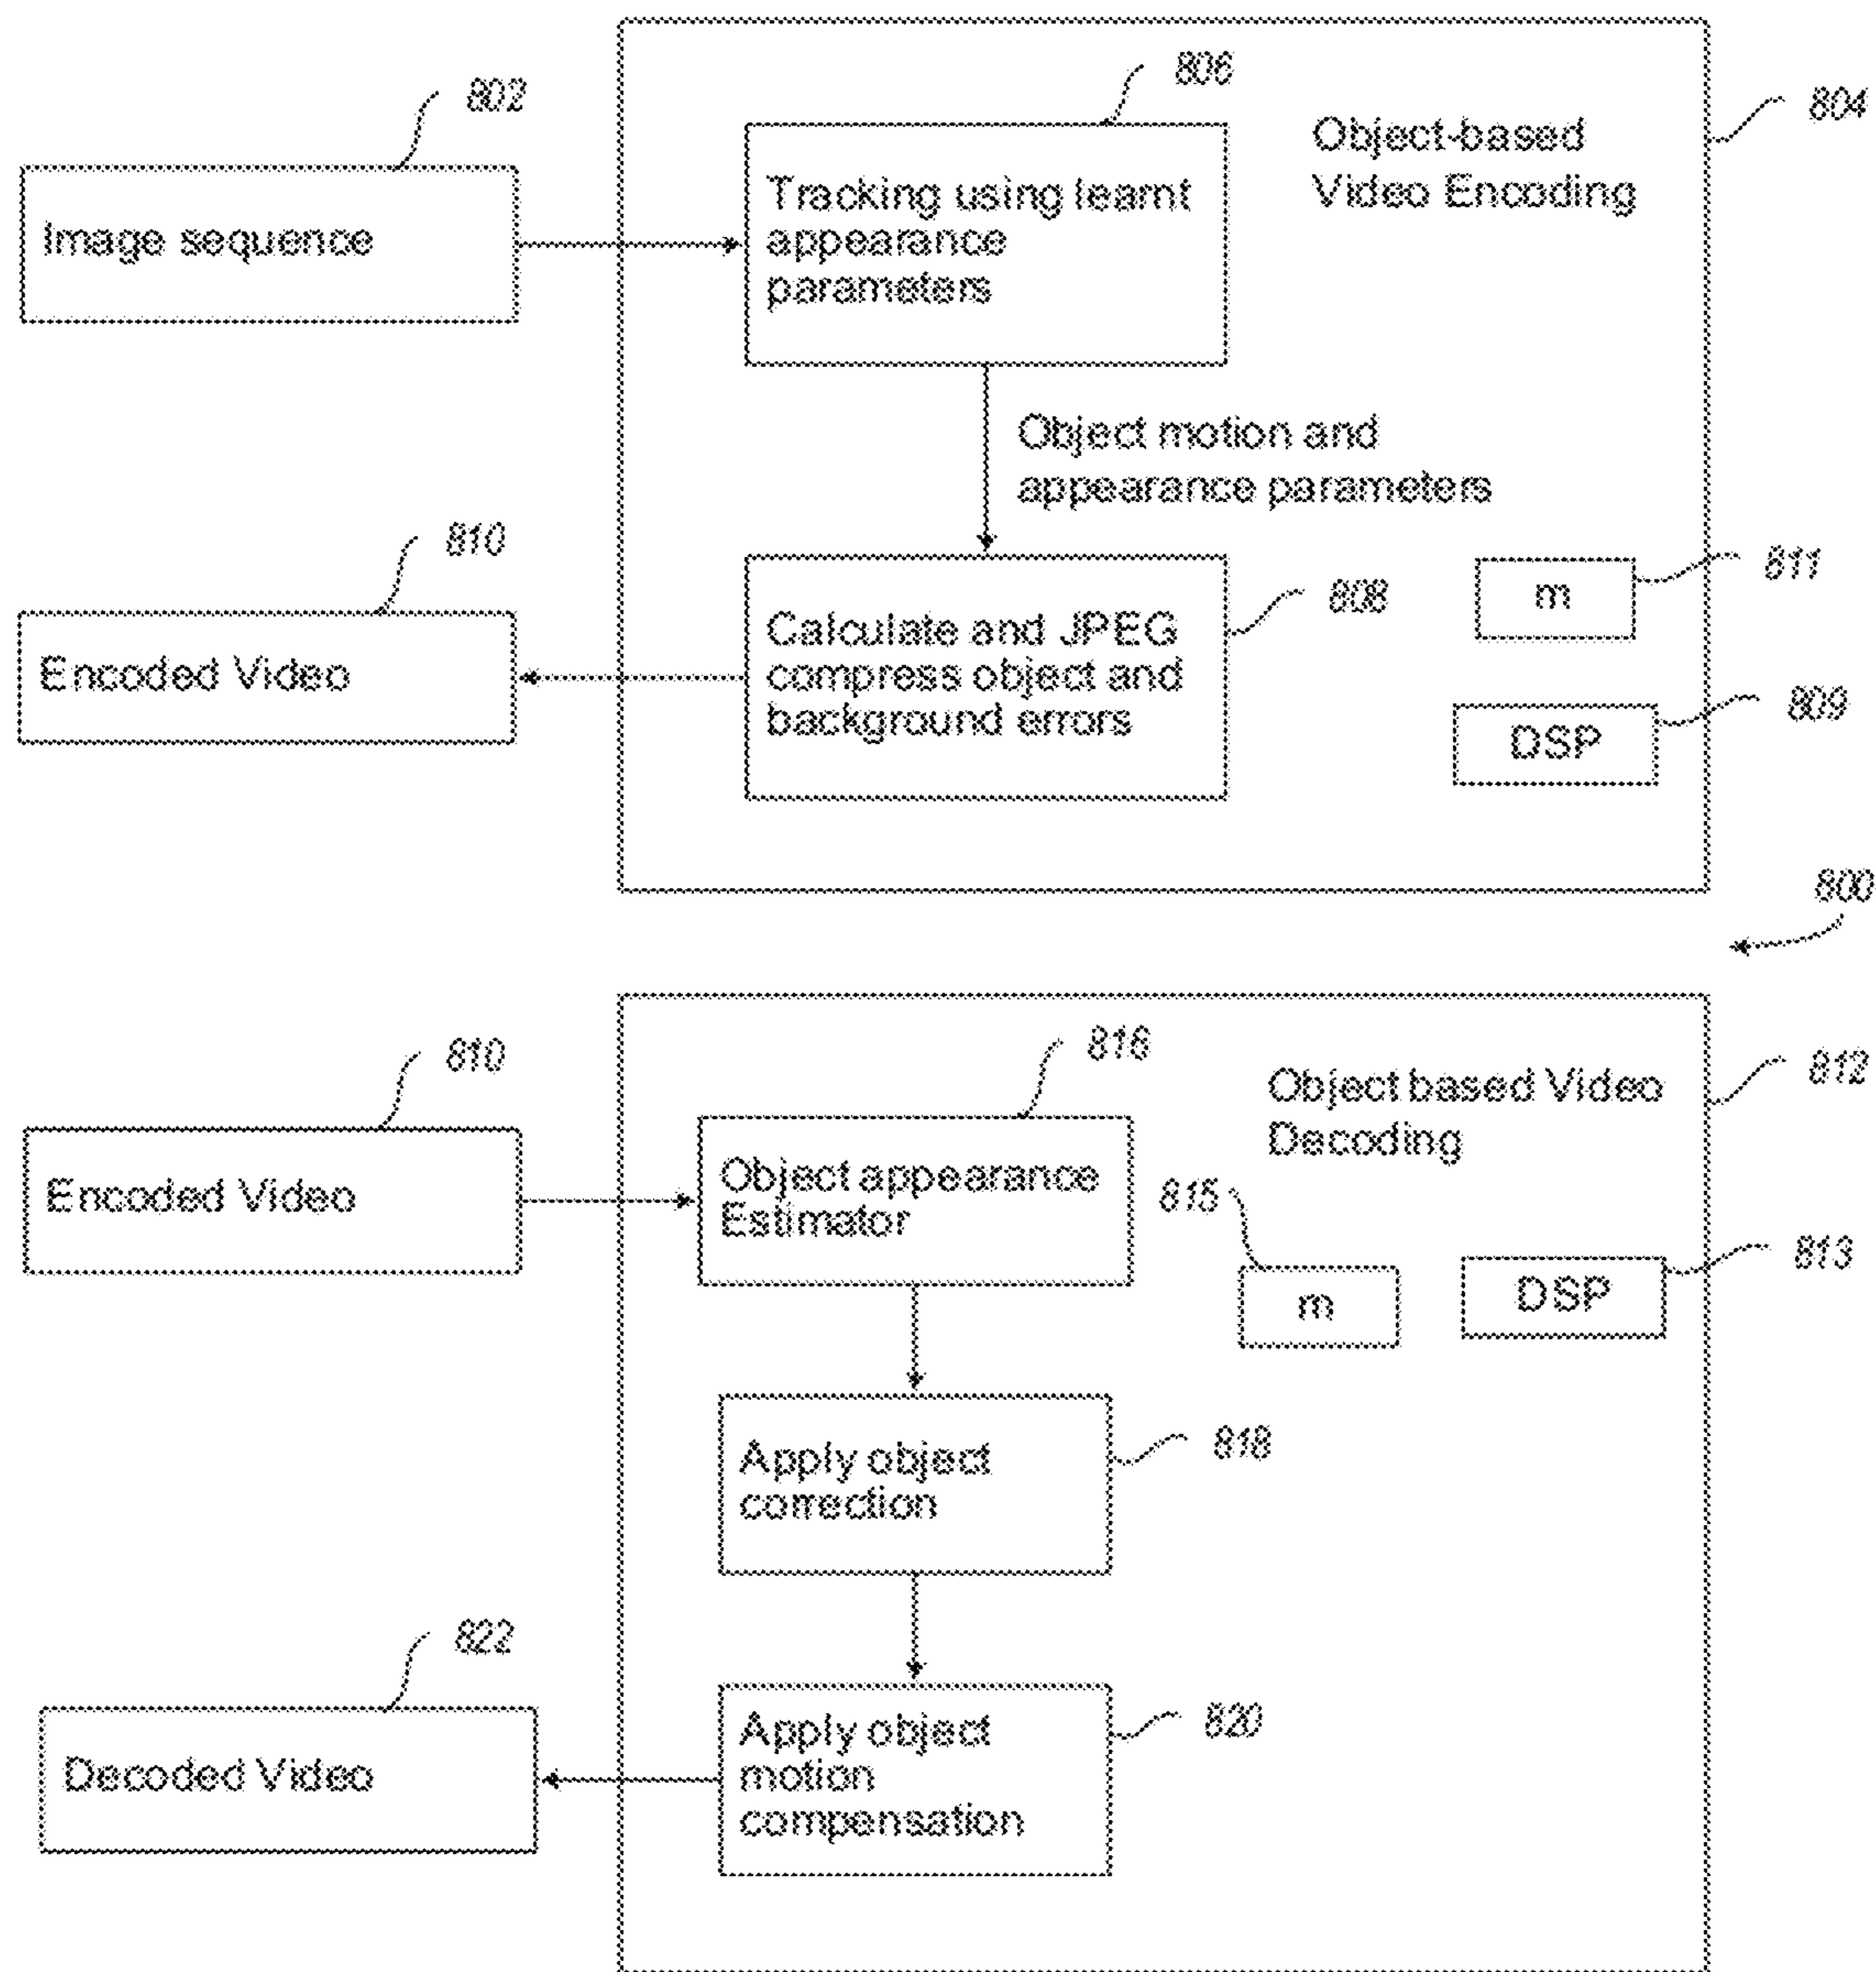 806
802
804
Object-based
Video Encoding
Tracking using learnt
appearance
parameters
Image sequence
Object motion and
appearance parameters
810
811
m
808
Calculate and JPEG
compress object and
background errors
Encoded Video
809
DSP
800
816
810
812
Object based Video
Decoding
Object appearance
Estimator
Encoded Video
815
813
DSP
m
818
Apply object
correction
822
820
Apply object
motion
compensation
Decoded Video